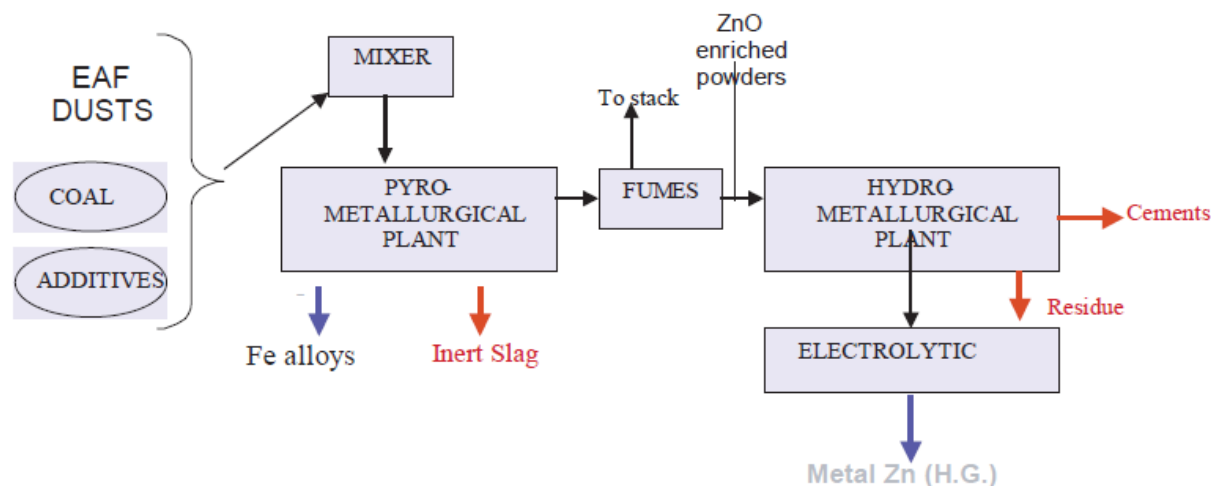 EAF
DUSTS
COAL
ADDITIVES
MIXER
PYRO-
METALLURGICAL
PLANT
Fe alloys
Inert Slag
To stack
FUMES
ZnO
enriched
powders
HYDRO-
METALLURGICAL
PLANT
Cements
Residue
ELECTROLYTIC
Metal Zn (H.G.)